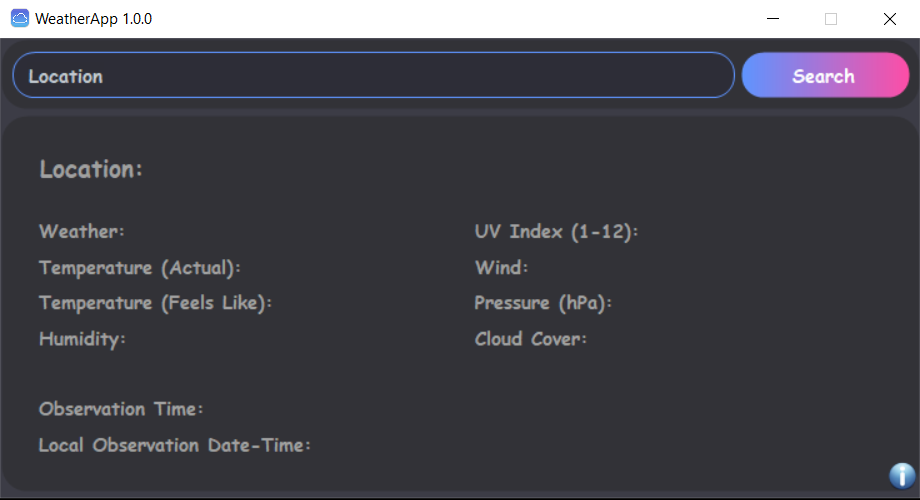 WeatherApp 1.0.0
Location
Search
Location:
Weather:
Temperature (Actual):
Temperature (Feels Like):
Humidity:
UV Index (1-12):
Wind:
Pressure (hPa):
Cloud Cover:
Observation Time:
Local Observation Date-Time: